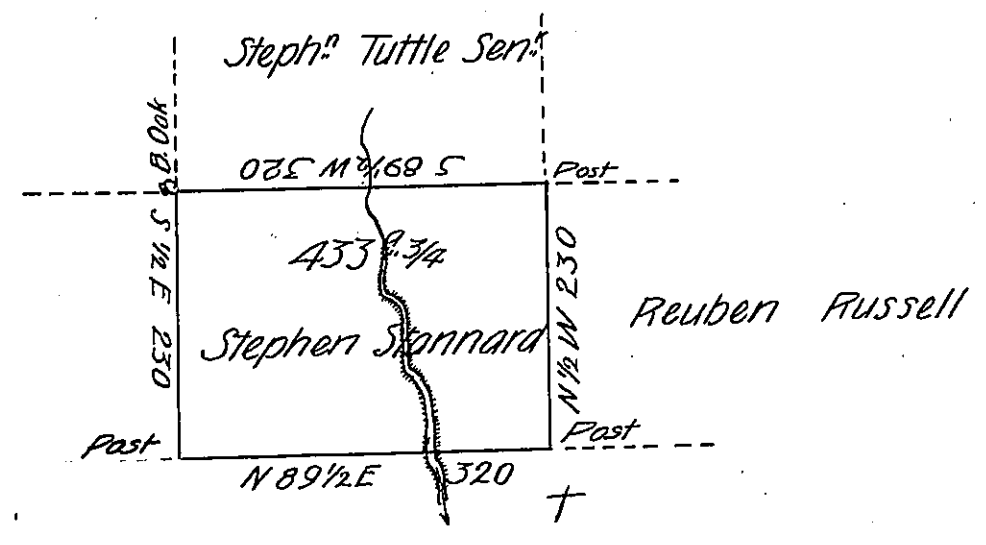 Stephⁿ Tuttle Senʳ
B. Oak
S 89½ W 320
Post
S ½ E 230
433 a. 3/4
N ½ W 230
Reuben Russell
Stephen Stannard
Post
Post
N 89½ E 320